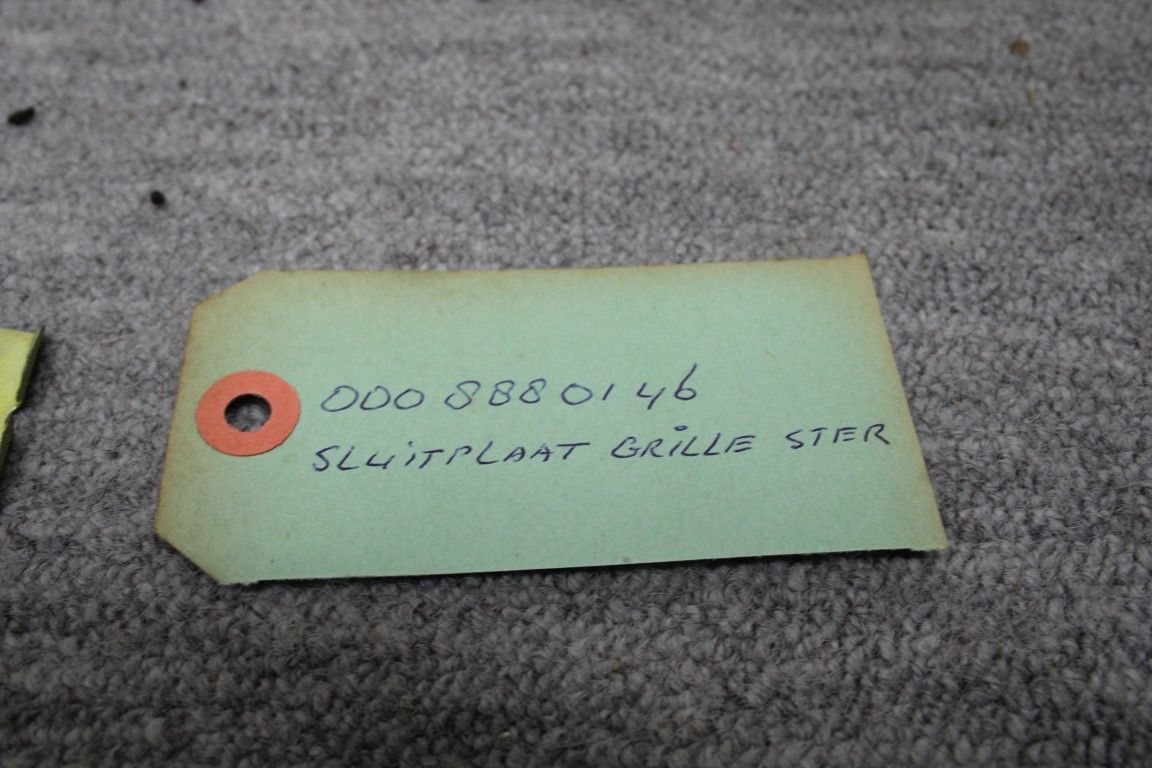 000 888 01 46
SLUITPLAAT GRILLE STER